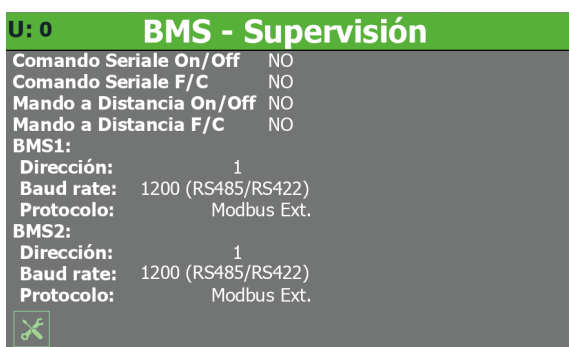 U: 0 BMS - Supervisión
Comando Seriale On/Off NO
Comando Seriale F/C NO
Mando a Distancia On/Off NO
Mando a Distancia F/C NO
BMS1:
Dirección: 1
Baud rate: 1200 (RS485/RS422)
Protocolo: Modbus Ext.
BMS2:
Dirección: 1
Baud rate: 1200 (RS485/RS422)
Protocolo: Modbus Ext.